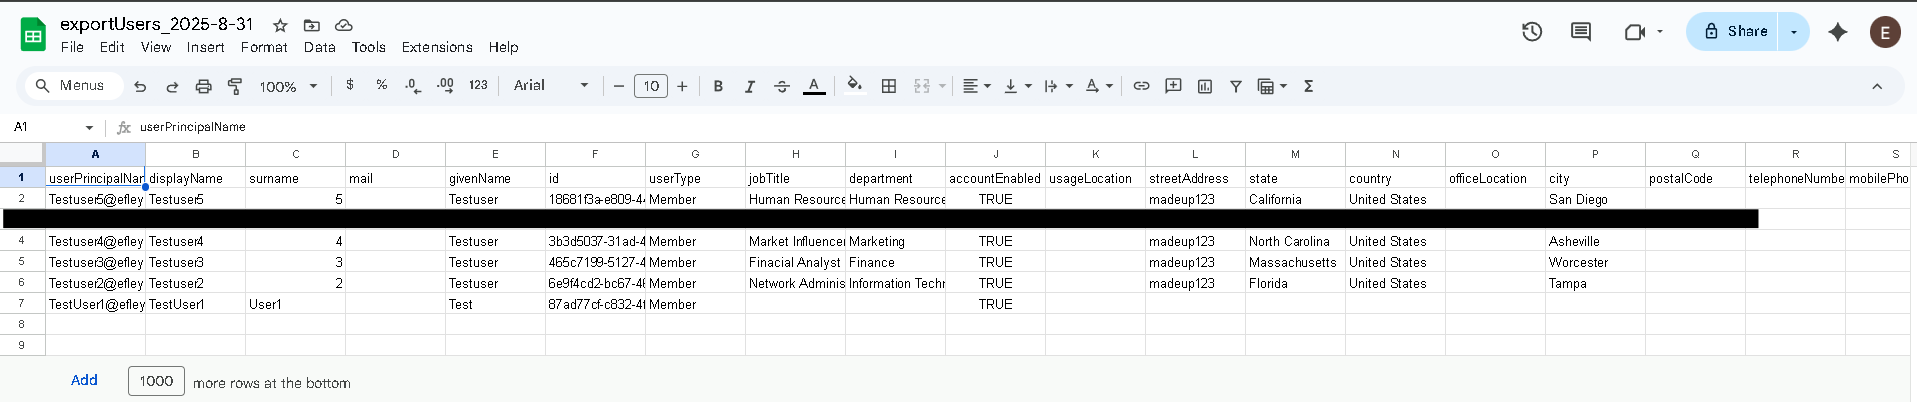 exportUsers_2025-8-31
File Edit View Insert Format Data Tools Extensions Help
Share
E
Menus 100% $ % .0 .00 123 Arial − 10 + B I A
A1 fx userPrincipalName
A B C D E F G H I J K L M N O P Q R S
1 userPrincipalNar displayName surname mail givenName id userType jobTitle department accountEnabled usageLocation streetAddress state country officeLocation city postalCode telephoneNumbe mobilePho
2 Testuser5@efley Testuser5 5 Testuser 18681f3a-e809-4 Member Human Resource Human Resource TRUE madeup123 California United States San Diego
4 Testuser4@efley Testuser4 4 Testuser 3b3d5037-31ad-4 Member Market Influencer Marketing TRUE madeup123 North Carolina United States Asheville
5 Testuser3@efley Testuser3 3 Testuser 465c7199-5127-4 Member Finacial Analyst Finance TRUE madeup123 Massachusetts United States Worcester
6 Testuser2@efley Testuser2 2 Testuser 6e9f4cd2-bc67-4 Member Network Adminis Information Techr TRUE madeup123 Florida United States Tampa
7 TestUser1@efley TestUser1 User1 Test 87ad77cf-c832-4 Member TRUE
8
9
Add 1000 more rows at the bottom